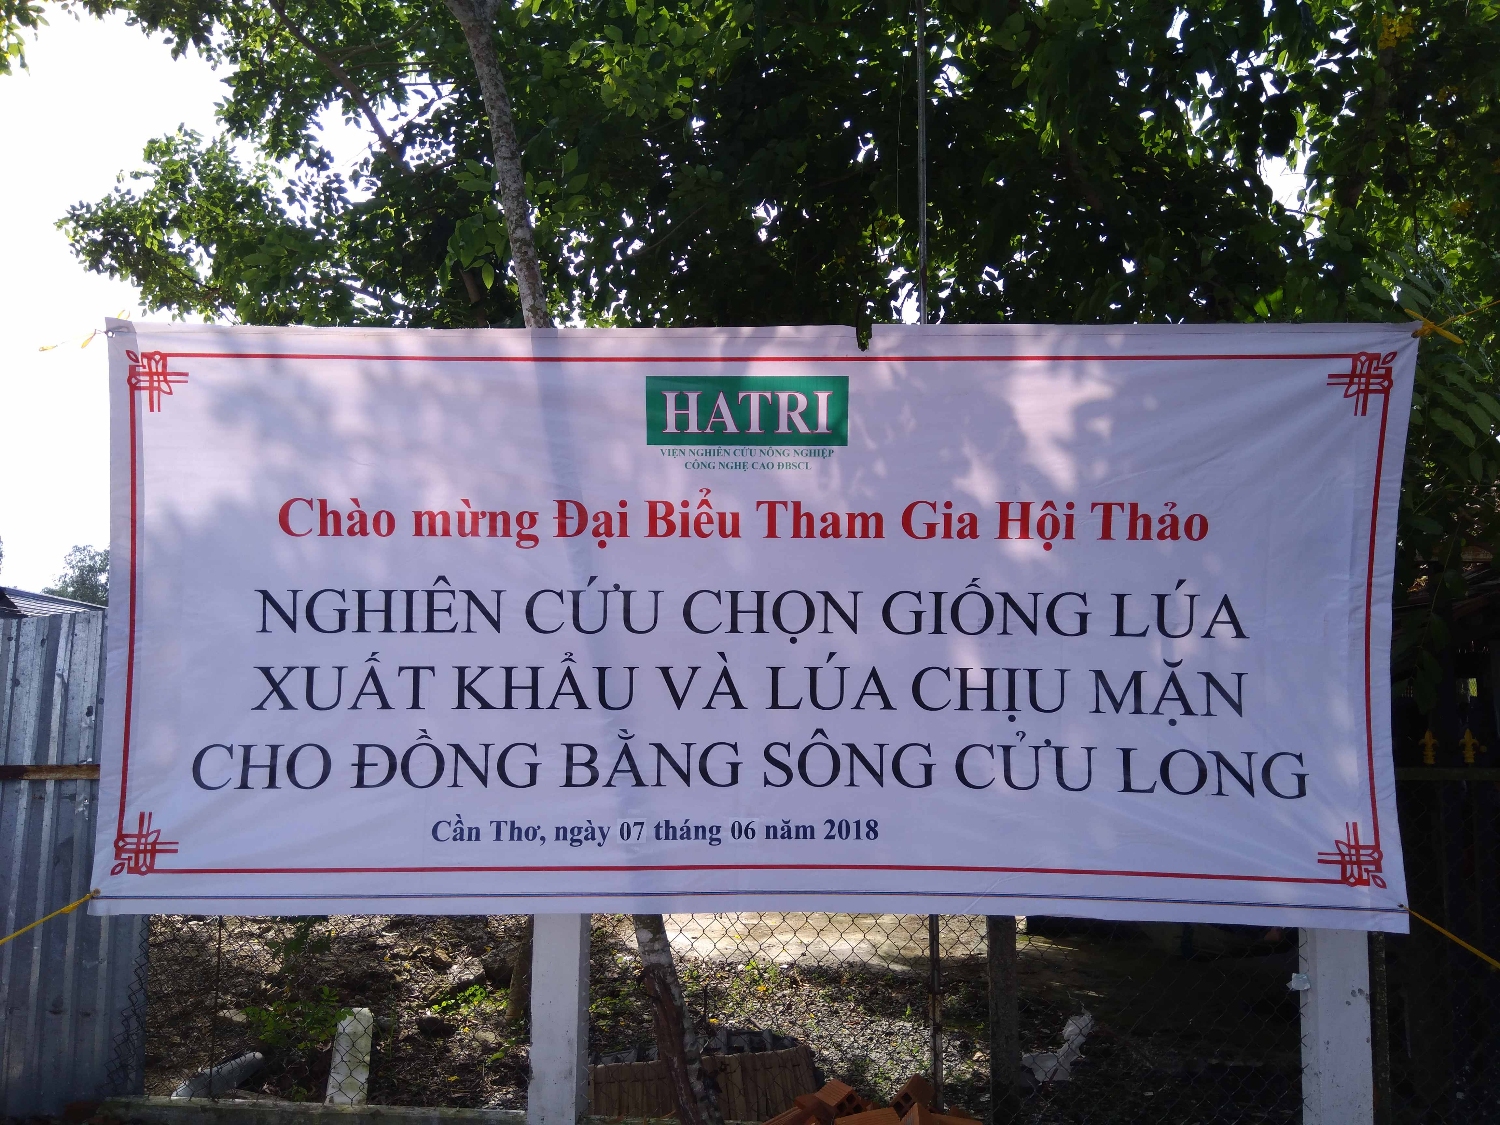 HATRI
VIỆN NGHIÊN CỨU NÔNG NGHIỆP
CÔNG NGHỆ CAO ĐBSCL
Chào mừng Đại Biểu Tham Gia Hội Thảo
NGHIÊN CỨU CHỌN GIỐNG LÚA
XUẤT KHẨU VÀ LÚA CHỊU MẶN
CHO ĐỒNG BẰNG SÔNG CỬU LONG
Cần Thơ, ngày 07 tháng 06 năm 2018